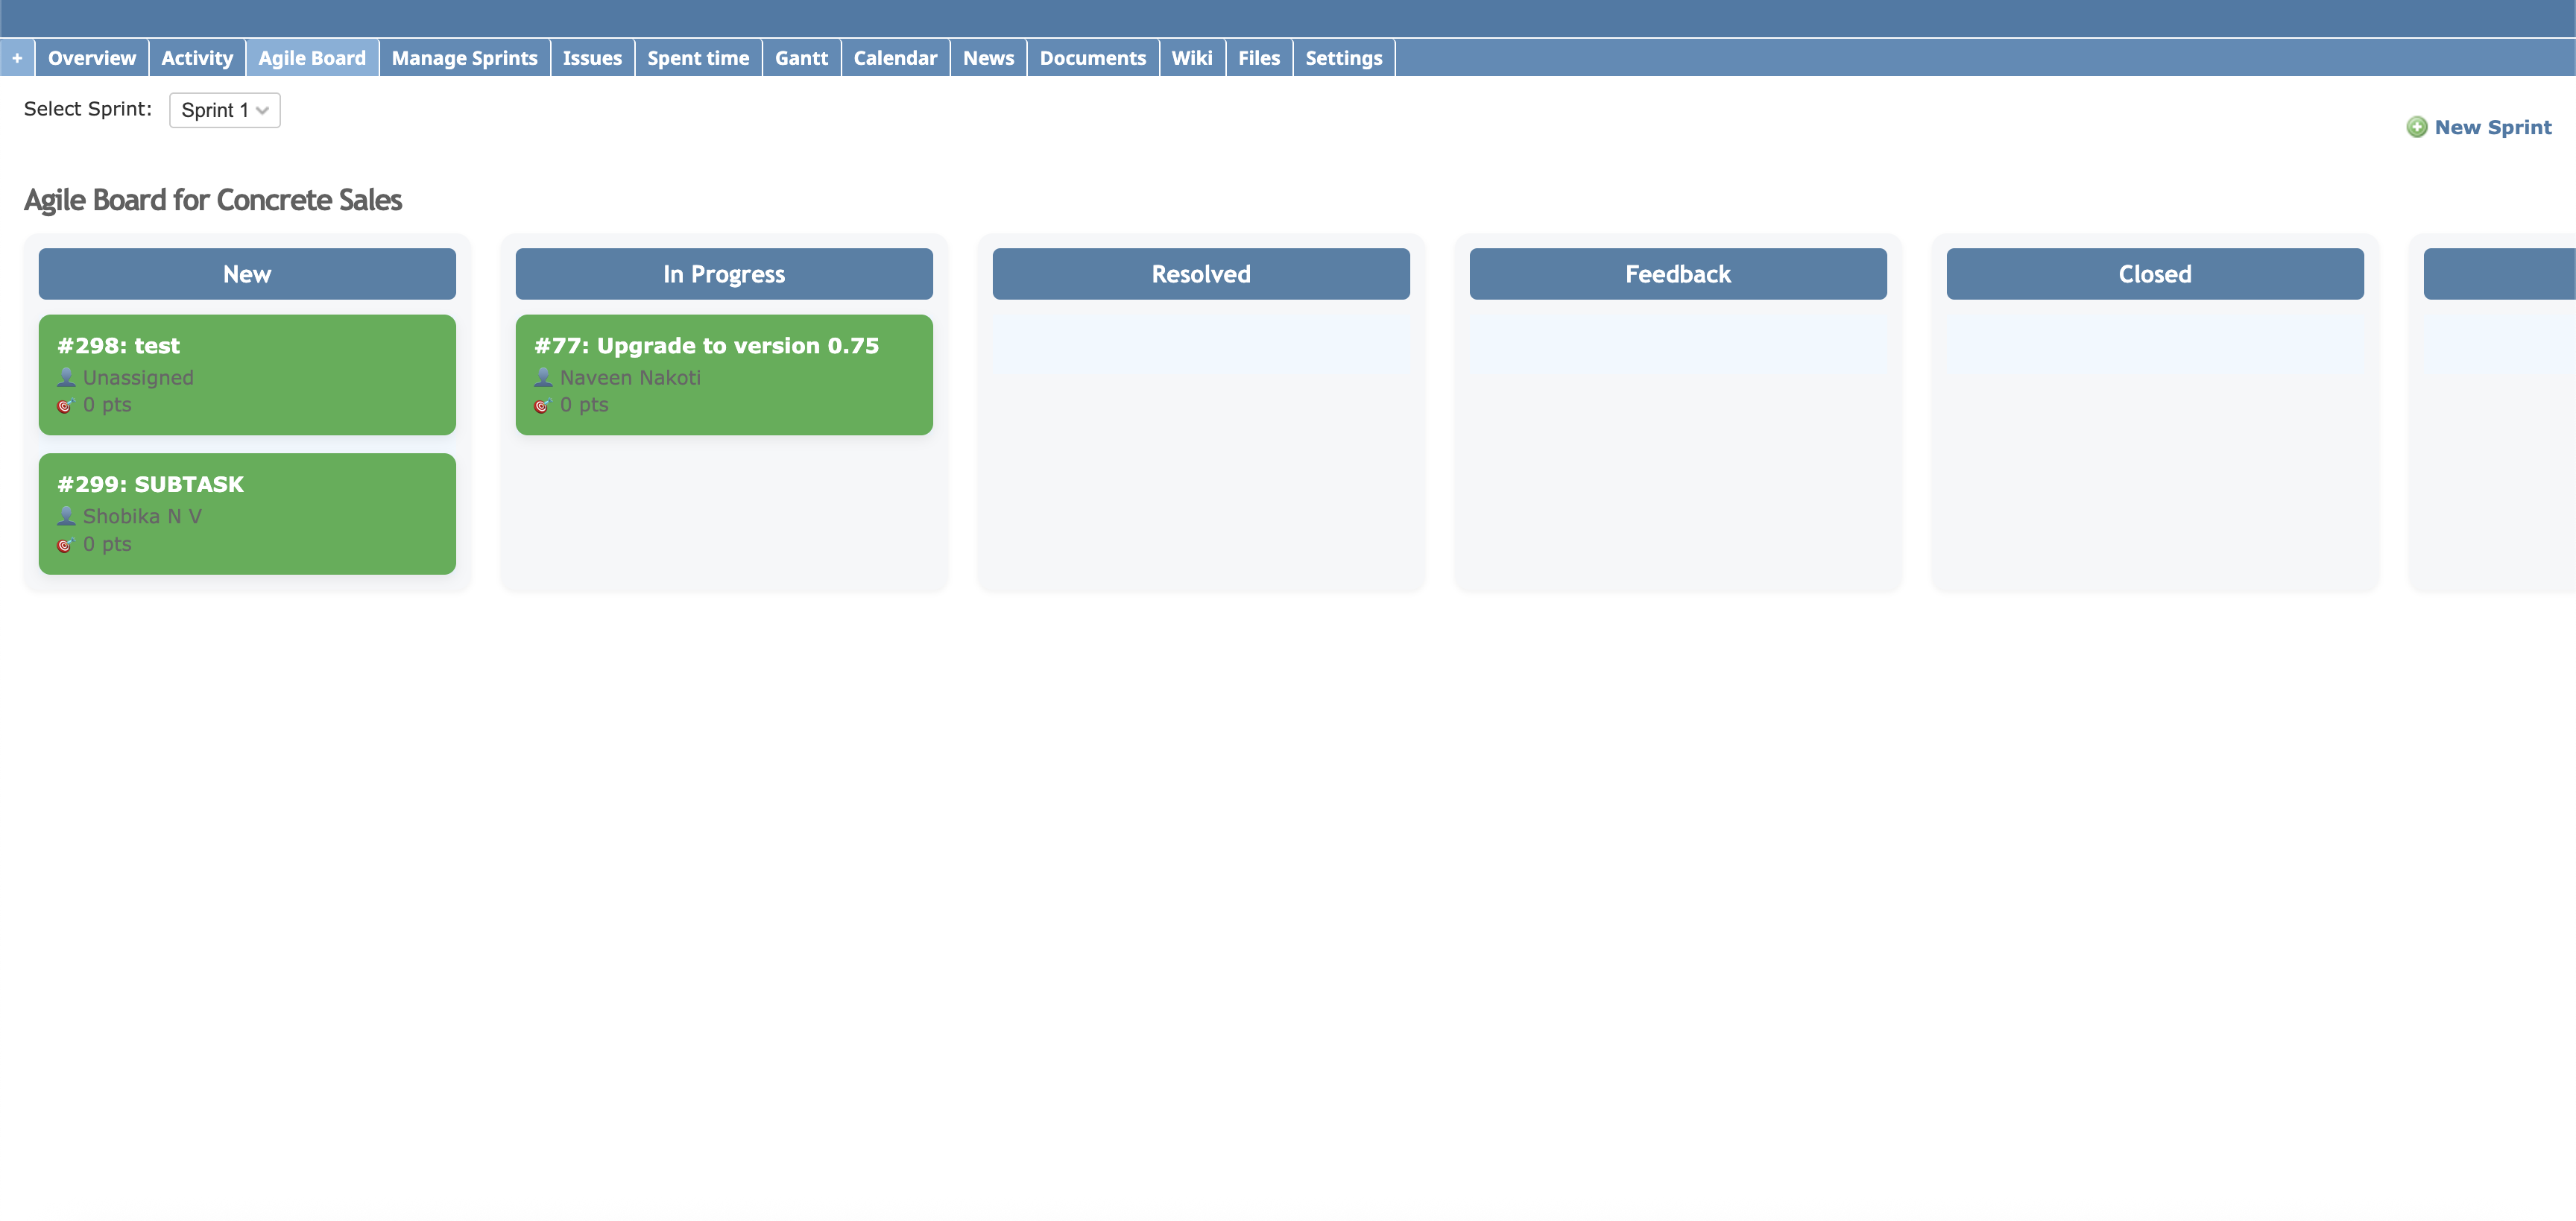 + Overview Activity Agile Board Manage Sprints Issues Spent time Gantt Calendar News Documents Wiki Files Settings
Select Sprint: Sprint 1
New Sprint
Agile Board for Concrete Sales
New In Progress Resolved Feedback Closed
#298: test
Unassigned
0 pts
#299: SUBTASK
Shobika N V
0 pts
#77: Upgrade to version 0.75
Naveen Nakoti
0 pts